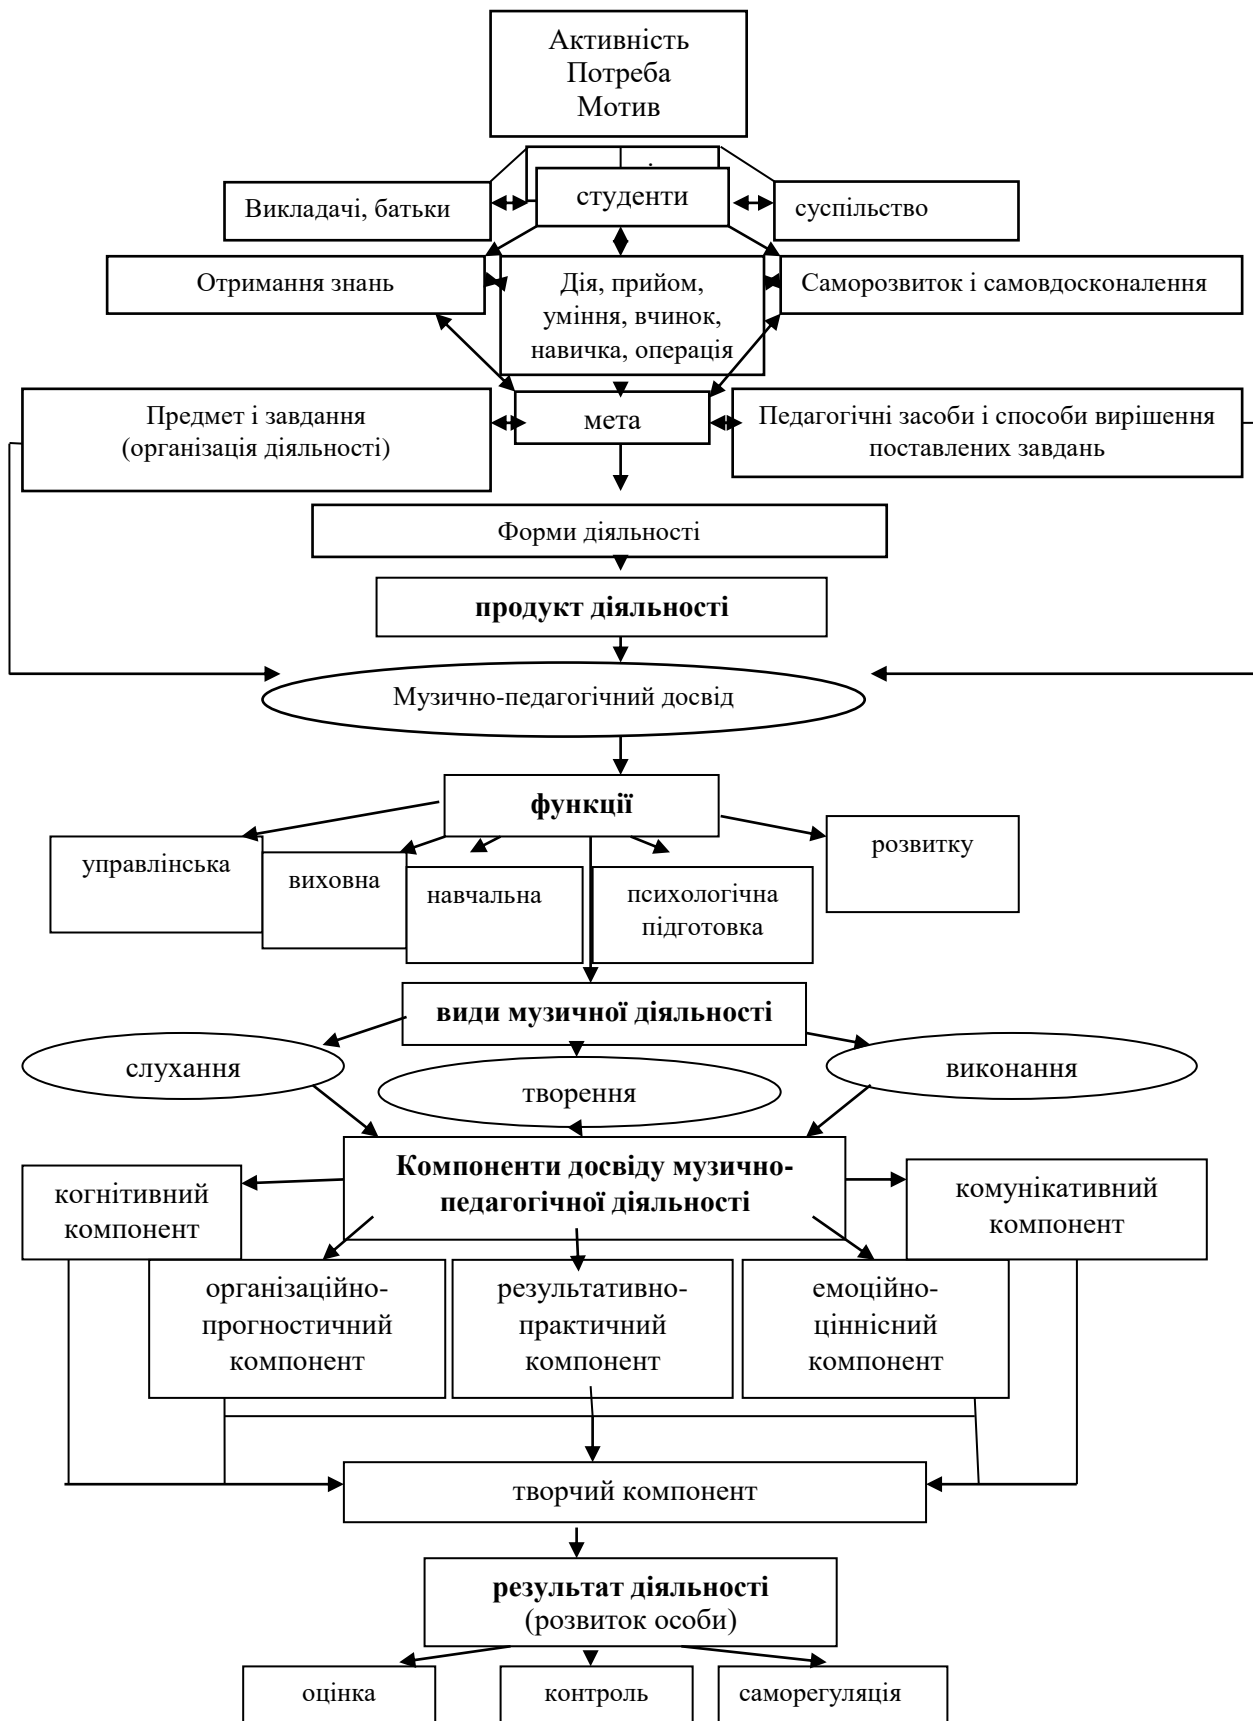 Активність
Потреба
Мотив
студенти
Викладачі, батьки
суспільство
Отримання знань
Дія, прийом,
уміння, вчинок,
навичка, операція
Саморозвиток і самовдосконалення
Предмет і завдання
(організація діяльності)
мета
Педагогічні засоби і способи вирішення
поставлених завдань
Форми діяльності
продукт діяльності
Музично-педагогічний досвід
функції
управлінська
виховна
навчальна
психологічна
підготовка
розвитку
види музичної діяльності
слухання
творення
виконання
Компоненти досвіду музично-
педагогічної діяльності
когнітивний
компонент
комунікативний
компонент
організаційно-
прогностичний
компонент
результативно-
практичний
компонент
емоційно-
ціннісний
компонент
творчий компонент
результат діяльності
(розвиток особи)
оцінка
контроль
саморегуляція